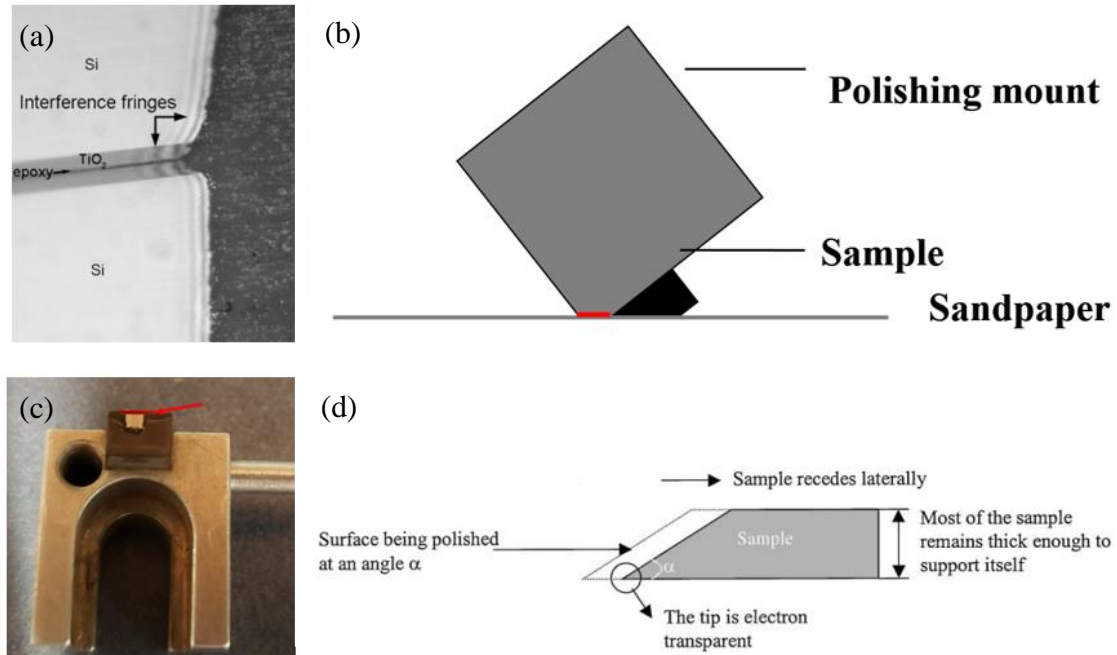 (a)
Si
Interference fringes
TiO₂
epoxy
Si
(b)
Polishing mount
Sample
Sandpaper
(c)
(d)
Sample recedes laterally
Surface being polished
at an angle α
Sample
α
Most of the sample
remains thick enough to
support itself
The tip is electron
transparent